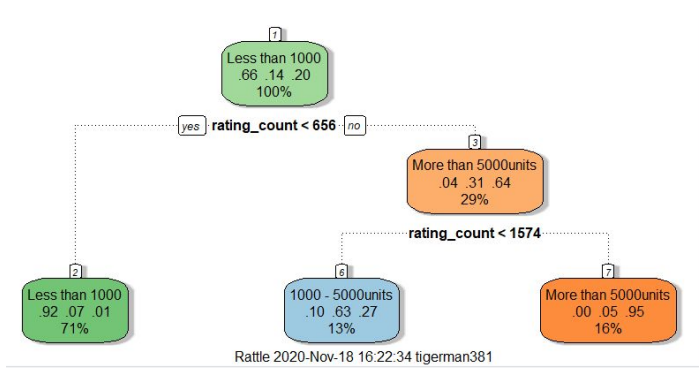 1
Less than 1000
.66 .14 .20
100%
yes rating_count < 656 no
3
More than 5000units
.04 .31 .64
29%
rating_count < 1574
2
Less than 1000
.92 .07 .01
71%
6
1000 - 5000units
.10 .63 .27
13%
7
More than 5000units
.00 .05 .95
16%
Rattle 2020-Nov-18 16:22:34 tigerman381